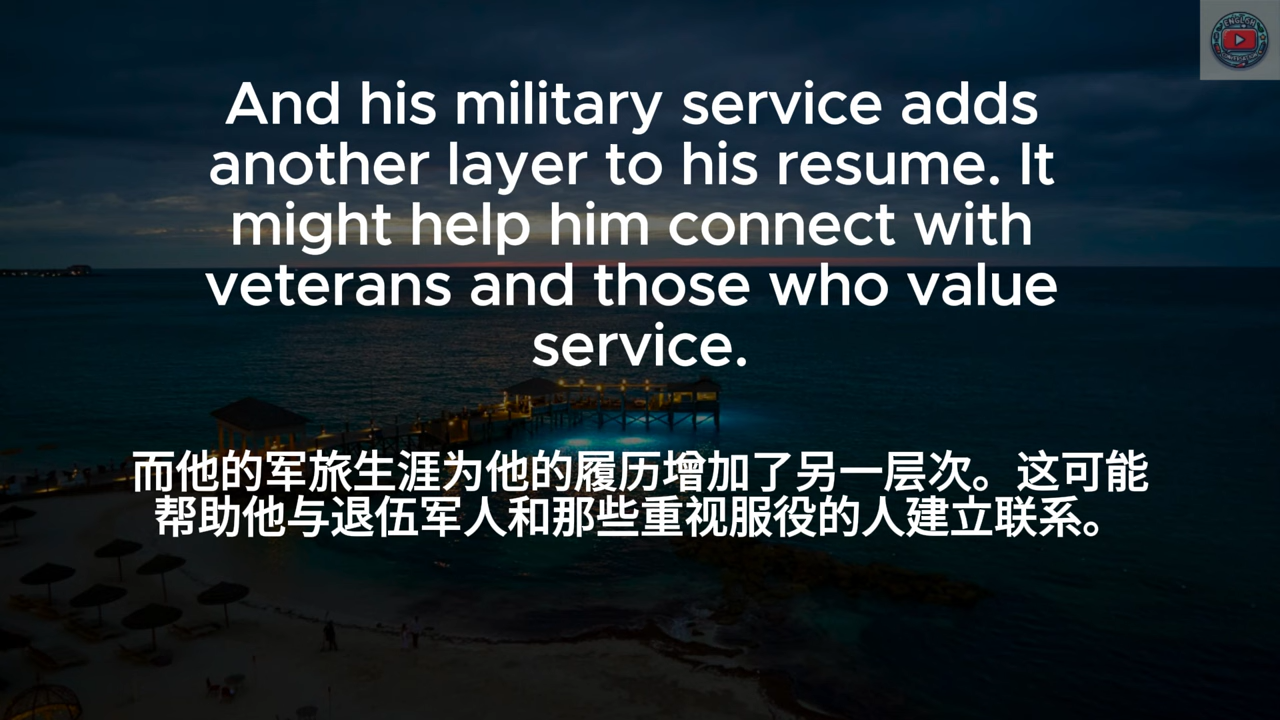 And his military service adds
another layer to his resume. It
might help him connect with
veterans and those who value
service.
而他的军旅生涯为他的履历增加了另一层次。这可能
帮助他与退伍军人和那些重视服役的人建立联系。
ENGLISH
CONVERSATION